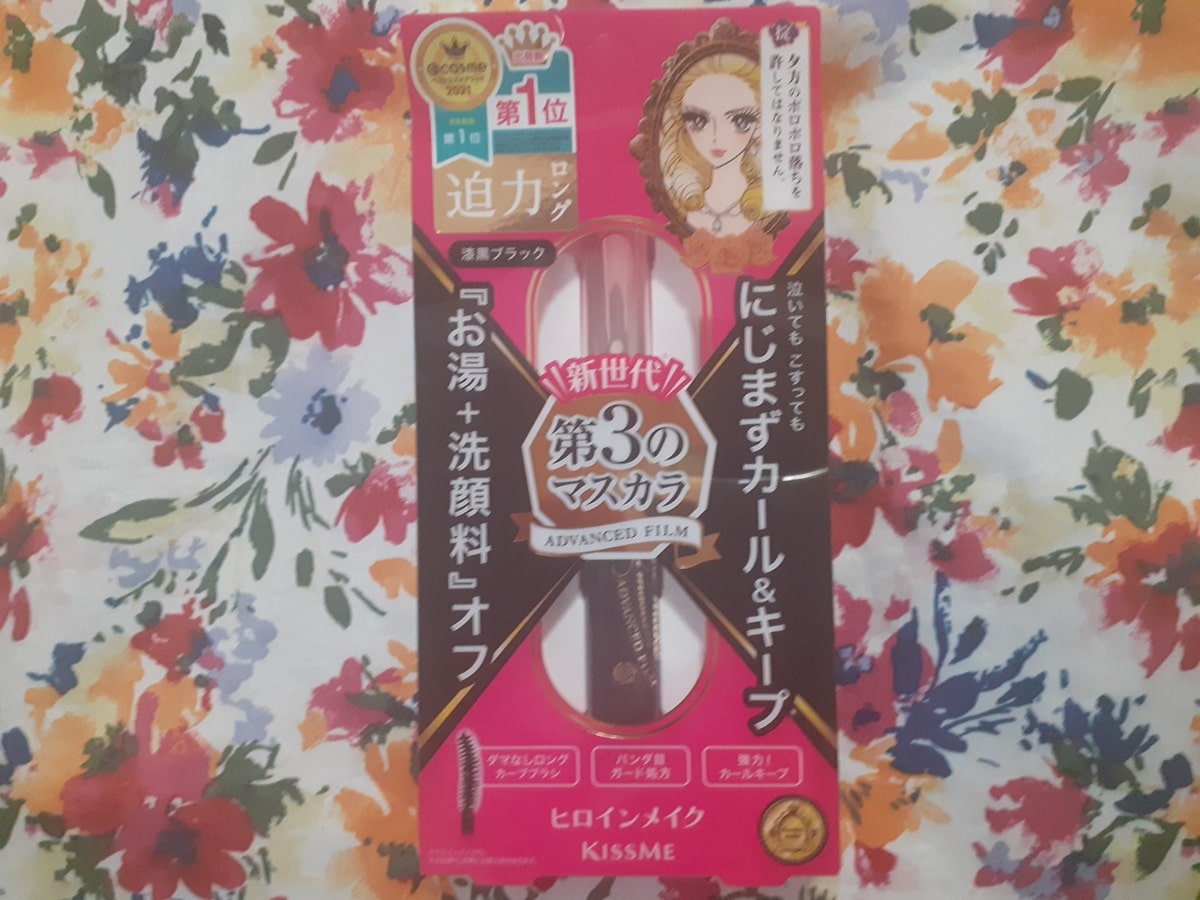 @cosme
2021
第1位
第1位
迫力
ロング
夕方のボロボロ落ちを
許してはなりません。
漆黒ブラック
『お湯+洗顔料』オフ
泣いても こすっても
にじまずカール&キープ
新世代
第3の
マスカラ
ADVANCED FILM
ダマなしロング
カーブブラシ
パンダ目
ガード処方
強力!
カールキープ
ヒロインメイク
KISSME